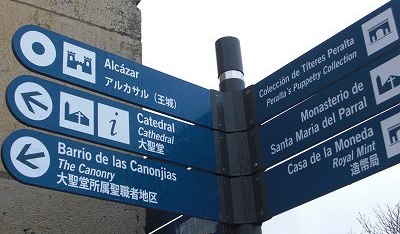 Alcázar
アルカサル（王城）
Catedral
Cathedral
大聖堂
i
Barrio de las Canonjías
The Canonry
大聖堂所属聖職者地区
Colección de Títeres Peralta
Peralta's Puppetry Collection
Monasterio de
Santa Maria del Parral
Casa de la Moneda
Royal Mint
造幣局